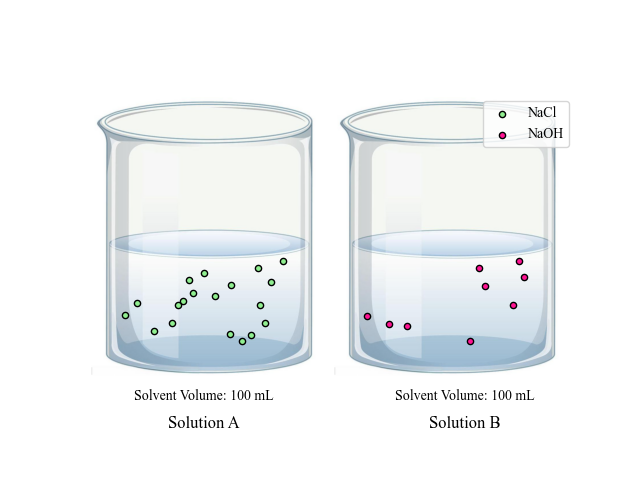 NaCl
NaOH
Solvent Volume: 100 mL
Solvent Volume: 100 mL
Solution A
Solution B